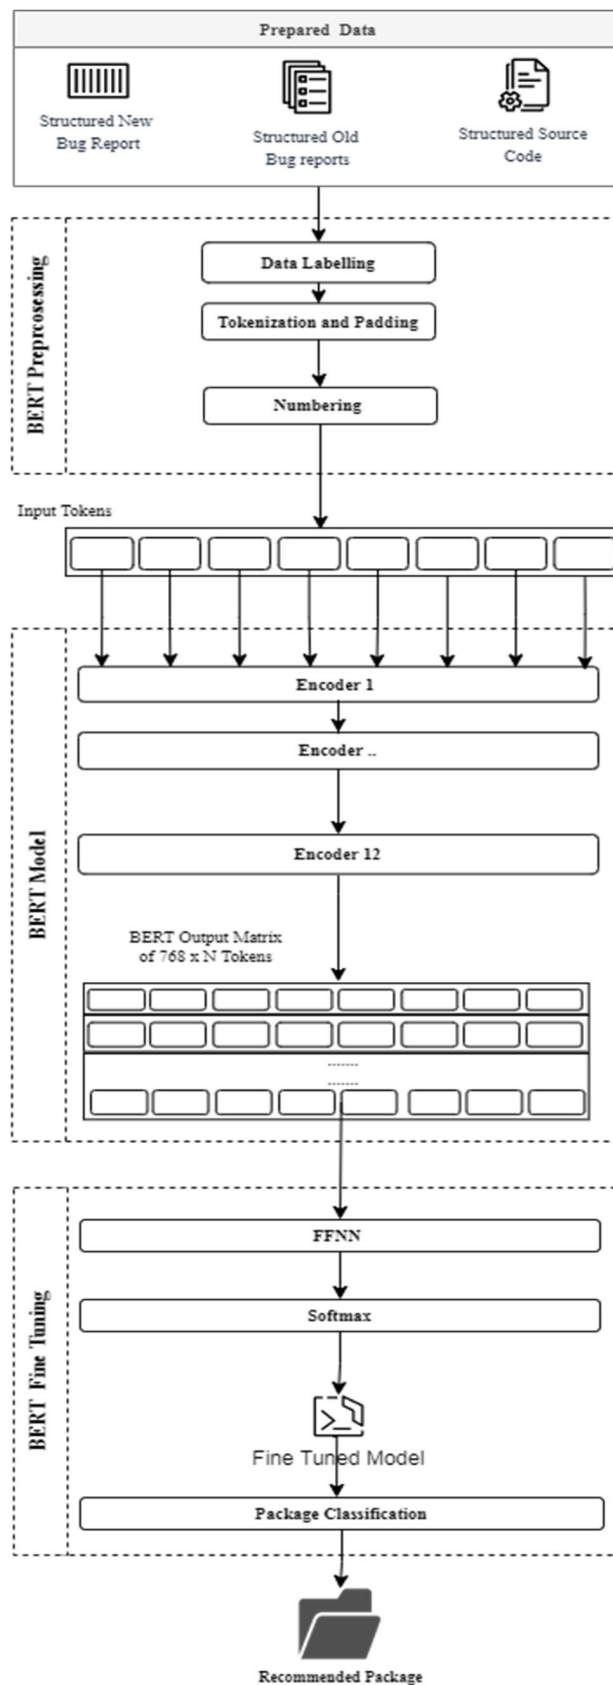 Prepared Data
Structured New
Bug Report
Structured Old
Bug reports
Structured Source
Code
BERT Preprcosessing
Data Labelling
Tokenization and Padding
Numbering
Input Tokens
BERT Model
Encoder 1
Encoder ..
Encoder 12
BERT Output Matrix
of 768 x N Tokens
.......
.......
BERT Fine Tuning
FFNN
Softmax
Fine Tuned Model
Package Classification
Recommended Package